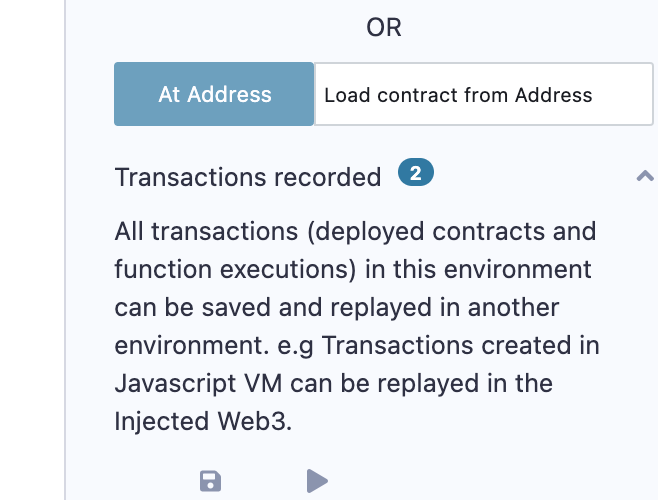 OR
At Address
Load contract from Address
Transactions recorded 2
All transactions (deployed contracts and
function executions) in this environment
can be saved and replayed in another
environment. e.g Transactions created in
Javascript VM can be replayed in the
Injected Web3.